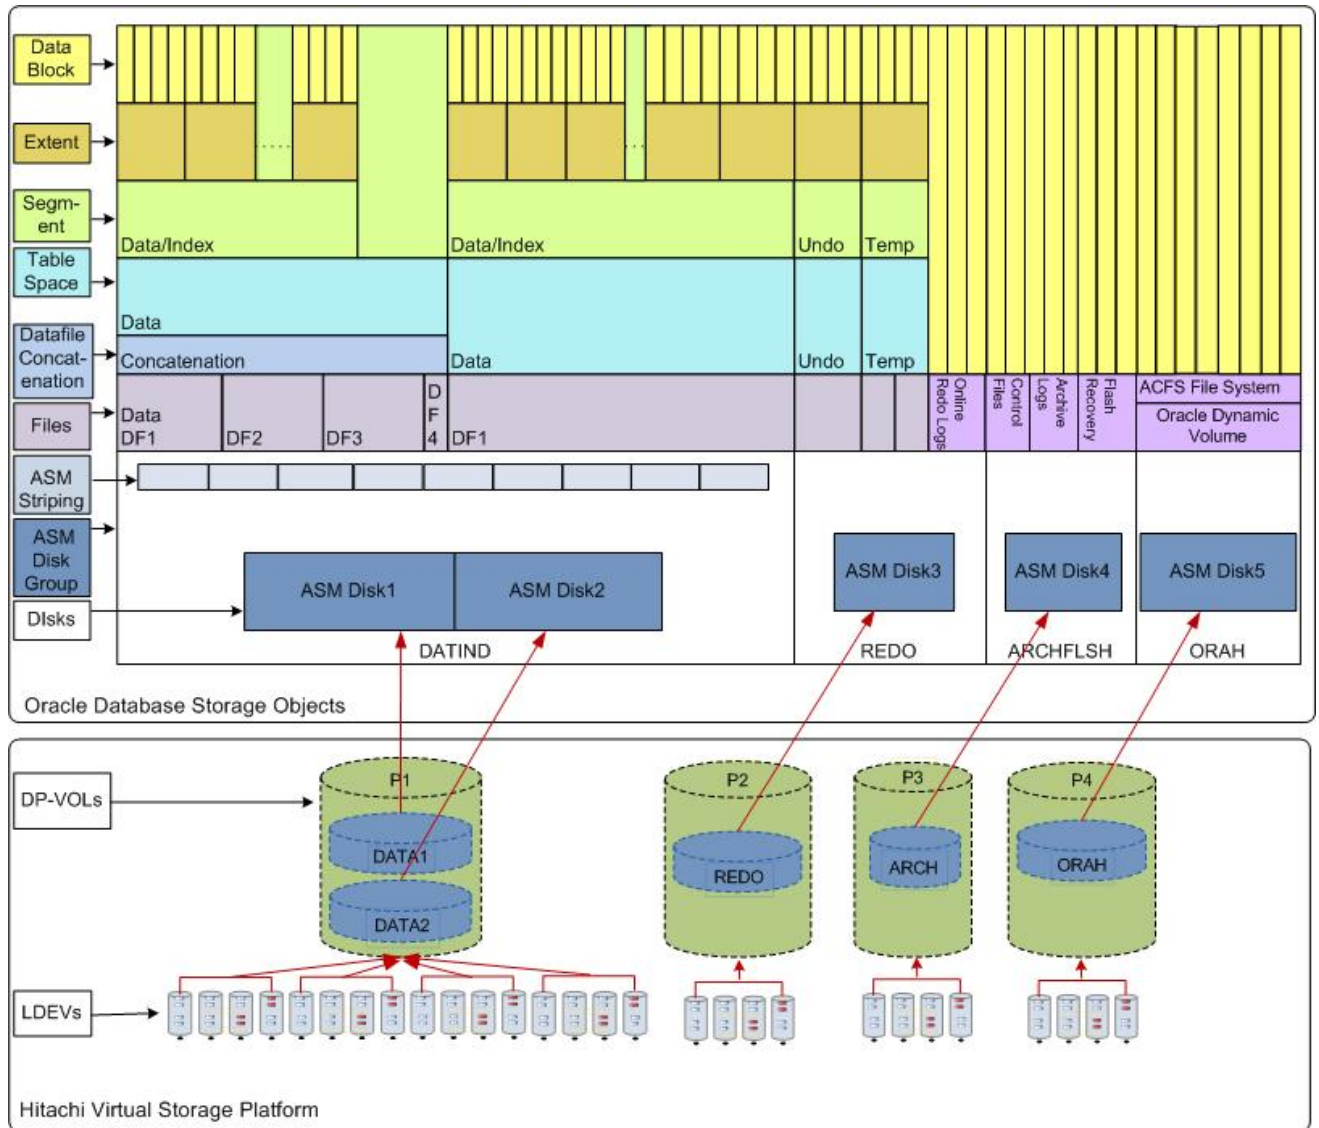 Data
Block
Extent
.....
...
Segm-
ent
Data/Index
Data/Index
Undo
Temp
Table
Space
Data
Data
Undo
Temp
Datafile
Concat-
enation
Concatenation
Files
Data
DF1
DF2
DF3
D
F
4
DF1
Online
Redo Logs
Control
Files
Archive
Logs
Flash
Recovery
ACFS File System
Oracle Dynamic
Volume
ASM
Striping
ASM
Disk
Group
DIsks
ASM Disk1
ASM Disk2
ASM Disk3
ASM Disk4
ASM Disk5
DATIND
REDO
ARCHFLSH
ORAH
Oracle Database Storage Objects
DP-VOLs
P1
P2
P3
P4
DATA1
DATA2
REDO
ARCH
ORAH
LDEVs
Hitachi Virtual Storage Platform